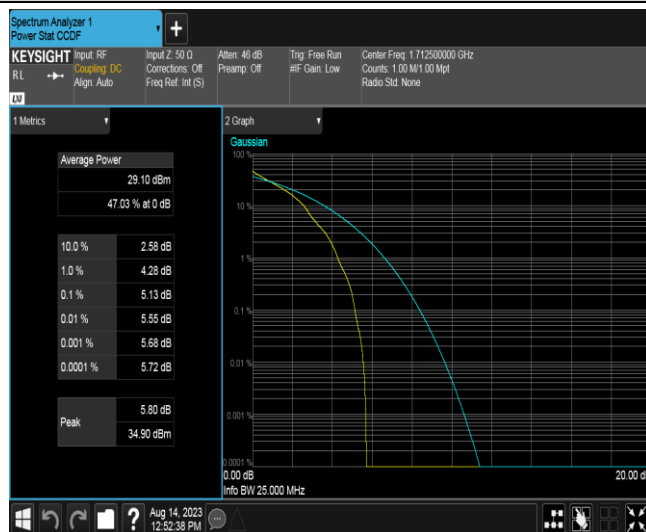 Spectrum Analyzer 1
Power Stat CCDF
+
KEYSIGHT
RL
LXI
Input: RF
Coupling: DC
Align: Auto
Input Z: 50 Ω
Corrections: Off
Freq Ref: Int (S)
Atten: 46 dB
Preamp: Off
Trig: Free Run
#IF Gain: Low
Center Freq: 1.712500000 GHz
Counts: 1.00 M/1.00 Mpt
Radio Std: None
1 Metrics
Average Power
29.10 dBm
47.03 % at 0 dB
10.0 % 2.58 dB
1.0 % 4.28 dB
0.1 % 5.13 dB
0.01 % 5.55 dB
0.001 % 5.68 dB
0.0001 % 5.72 dB
Peak
5.80 dB
34.90 dBm
2 Graph
Gaussian
100 %
10 %
1 %
0.1 %
0.01 %
0.001 %
0.0001 %
0.00 dB
20.00 d
Info BW 25.000 MHz
?
Aug 14, 2023
12:52:38 PM